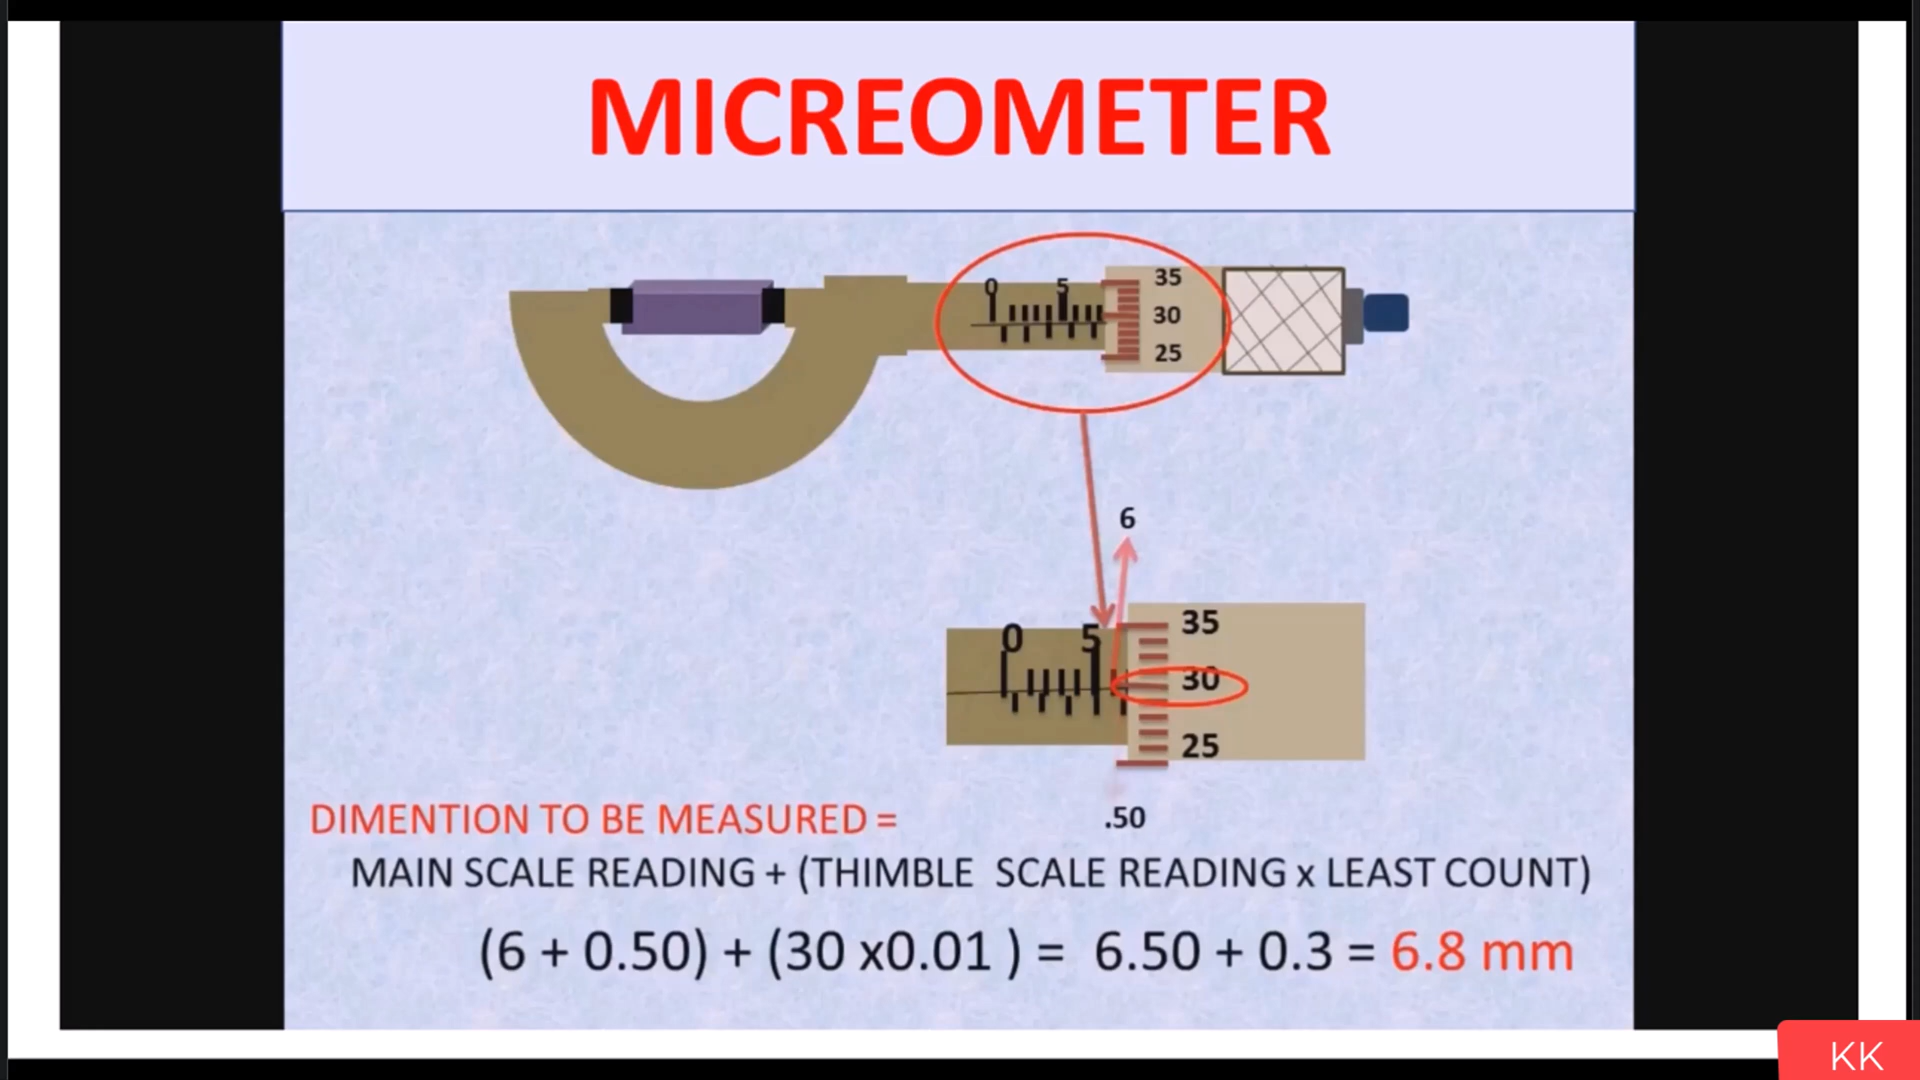 MICREOMETER
0 5
35
30
25
6
0 5
35
30
25
.50
DIMENTION TO BE MEASURED =
MAIN SCALE READING + (THIMBLE SCALE READING x LEAST COUNT)
(6 + 0.50) + (30 x0.01 ) = 6.50 + 0.3 = 6.8 mm
KK